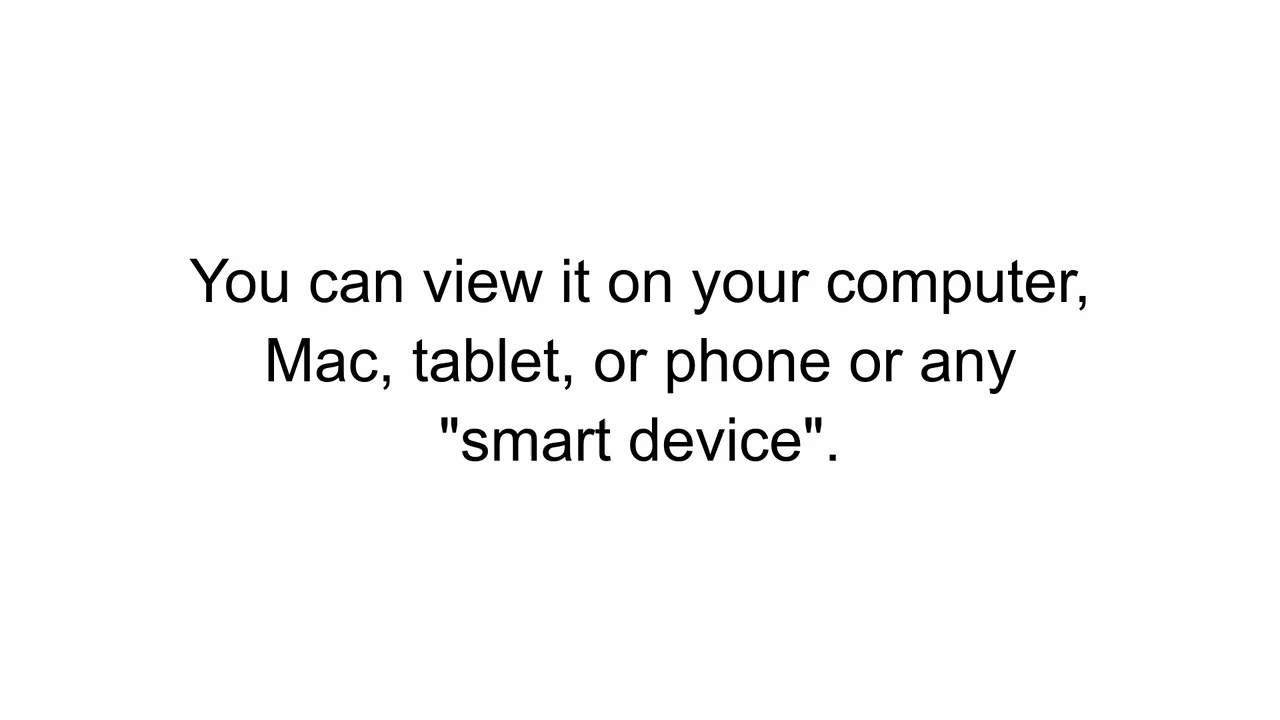 You can view it on your computer,
Mac, tablet, or phone or any
"smart device".